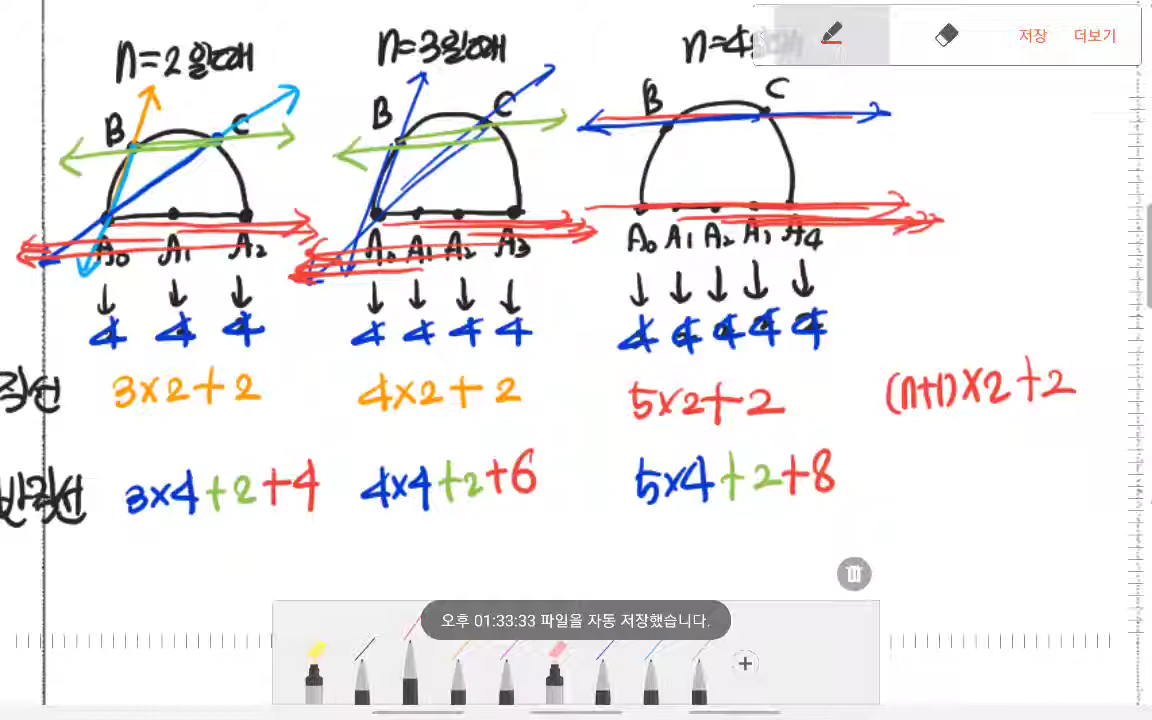 n=2일때 n=3일때 n=4
저장 더보기
B C B C B C
A₀ A₁ A₂ A₀ A₁ A₂ A₃ A₀ A₁ A₂ A₃ A₄
↓ ↓ ↓ ↓ ↓ ↓ ↓ ↓ ↓ ↓ ↓ ↓
4 4 4 4 4 4 4 4 4 4 4 4
직선 3×2+2 4×2+2 5×2+2 (n+1)×2+2
반직선 3×4+2+4 4×4+2+6 5×4+2+8
오후 01:33:33 파일을 자동 저장했습니다.